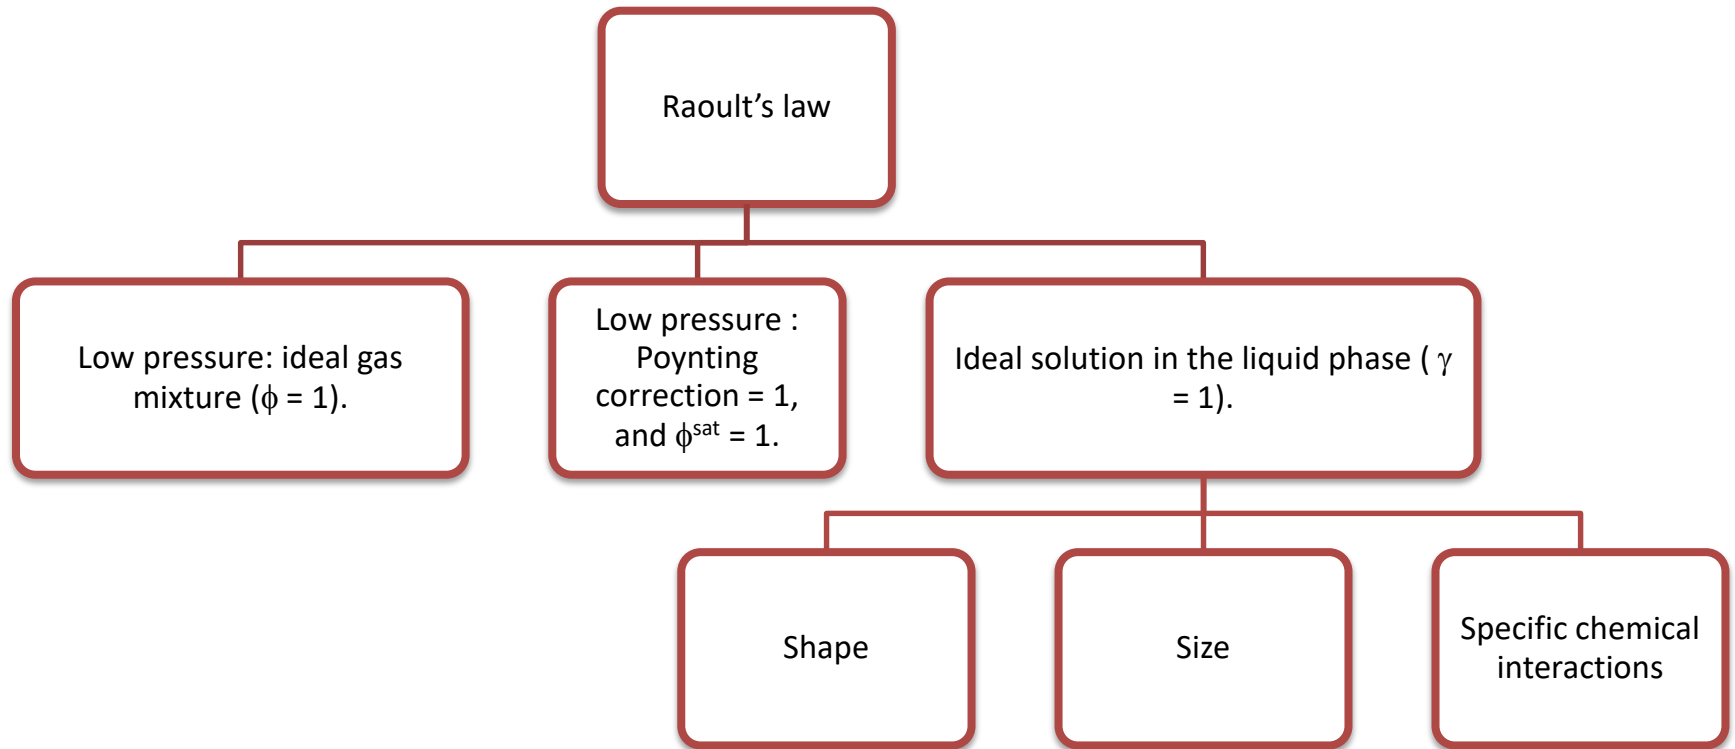 Raoult’s law
Low pressure: ideal gas
mixture (ϕ = 1).
Low pressure :
Poynting
correction = 1,
and ϕˢᵃᵗ = 1.
Ideal solution in the liquid phase ( γ
= 1).
Shape
Size
Specific chemical
interactions